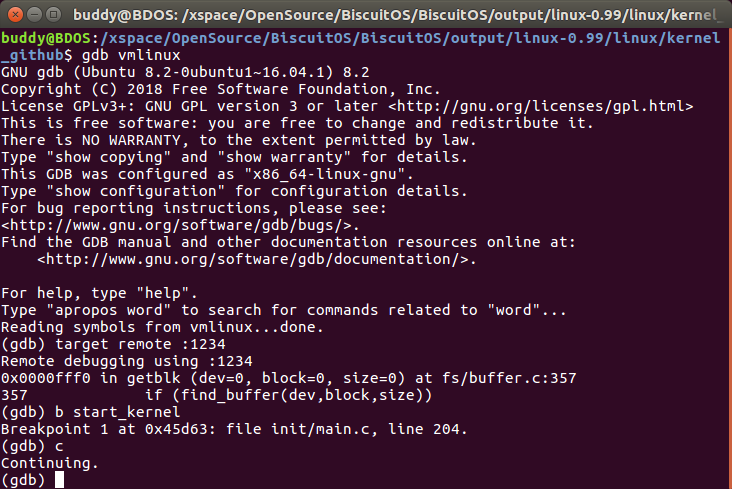 buddy@BDOS: /xspace/OpenSource/BiscuitOS/BiscuitOS/output/linux-0.99/linux/kernel_
buddy@BDOS:/xspace/OpenSource/BiscuitOS/BiscuitOS/output/linux-0.99/linux/kernel
_github$ gdb vmlinux
GNU gdb (Ubuntu 8.2-0ubuntu1~16.04.1) 8.2
Copyright (C) 2018 Free Software Foundation, Inc.
License GPLv3+: GNU GPL version 3 or later <http://gnu.org/licenses/gpl.html>
This is free software: you are free to change and redistribute it.
There is NO WARRANTY, to the extent permitted by law.
Type "show copying" and "show warranty" for details.
This GDB was configured as "x86_64-linux-gnu".
Type "show configuration" for configuration details.
For bug reporting instructions, please see:
<http://www.gnu.org/software/gdb/bugs/>.
Find the GDB manual and other documentation resources online at:
    <http://www.gnu.org/software/gdb/documentation/>.
For help, type "help".
Type "apropos word" to search for commands related to "word"...
Reading symbols from vmlinux...done.
(gdb) target remote :1234
Remote debugging using :1234
0x0000fff0 in getblk (dev=0, block=0, size=0) at fs/buffer.c:357
357             if (find_buffer(dev,block,size))
(gdb) b start_kernel
Breakpoint 1 at 0x45d63: file init/main.c, line 204.
(gdb) c
Continuing.
(gdb)